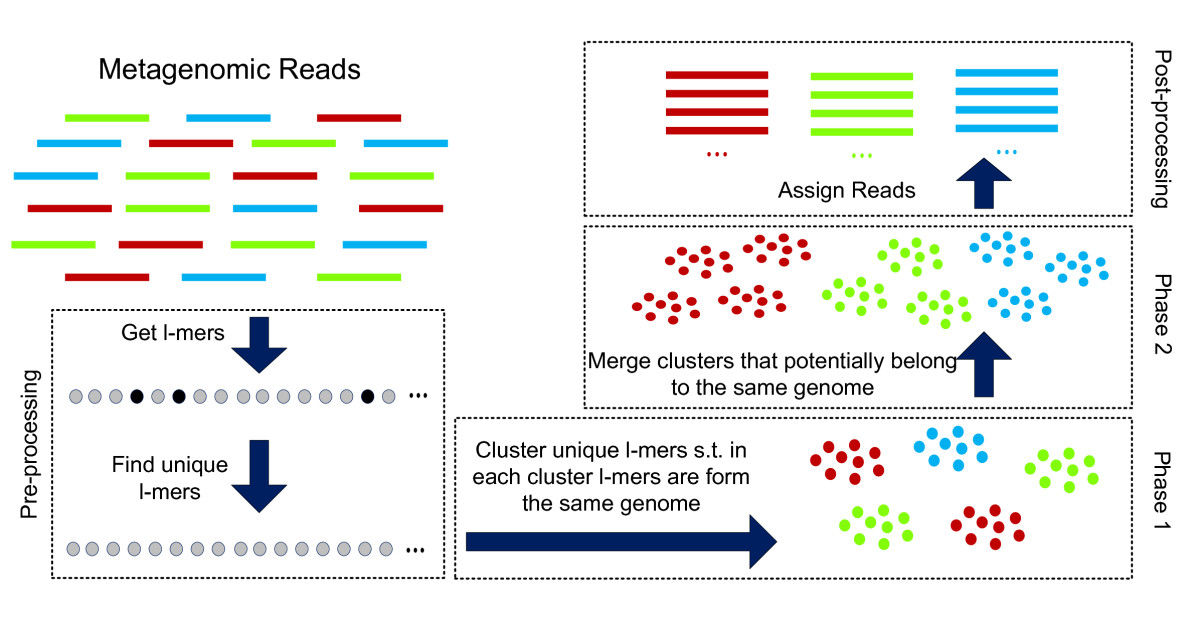 Metagenomic Reads
Get l-mers
...
Find unique
l-mers
...
Pre-processing
Cluster unique l-mers s.t. in
each cluster l-mers are form
the same genome
Phase 1
Merge clusters that potentially belong
to the same genome
Phase 2
... ... ...
Assign Reads
Post-processing